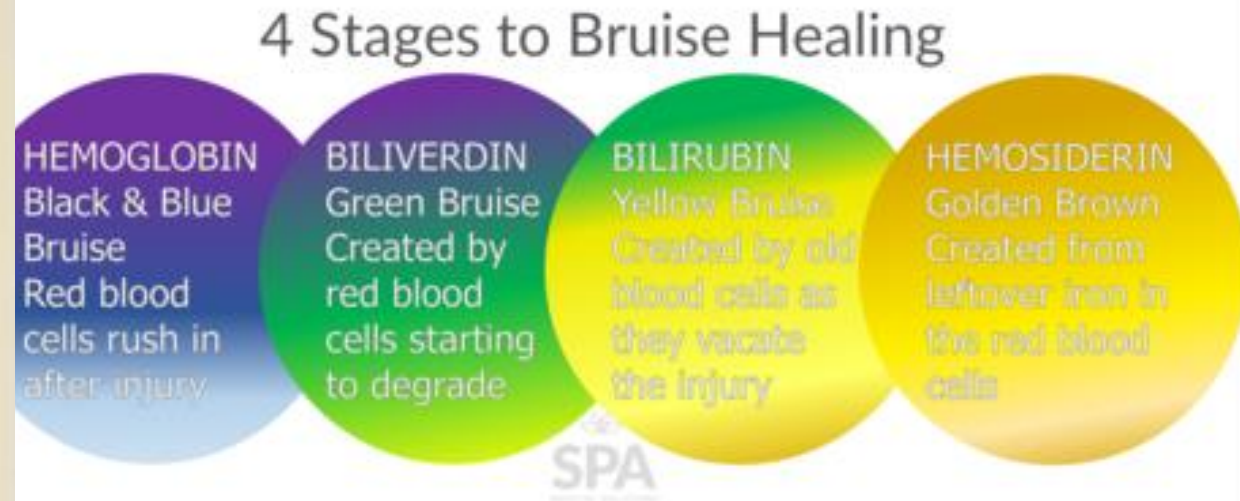 4 Stages to Bruise Healing
HEMOGLOBIN
Black & Blue
Bruise
Red blood
cells rush in
after injury
BILIVERDIN
Green Bruise
Created by
red blood
cells starting
to degrade
BILIRUBIN
Yellow Bruise
Created by old
blood cells as
they vacate
the injury
HEMOSIDERIN
Golden Brown
Created from
leftover iron in
the red blood
cells
SPA